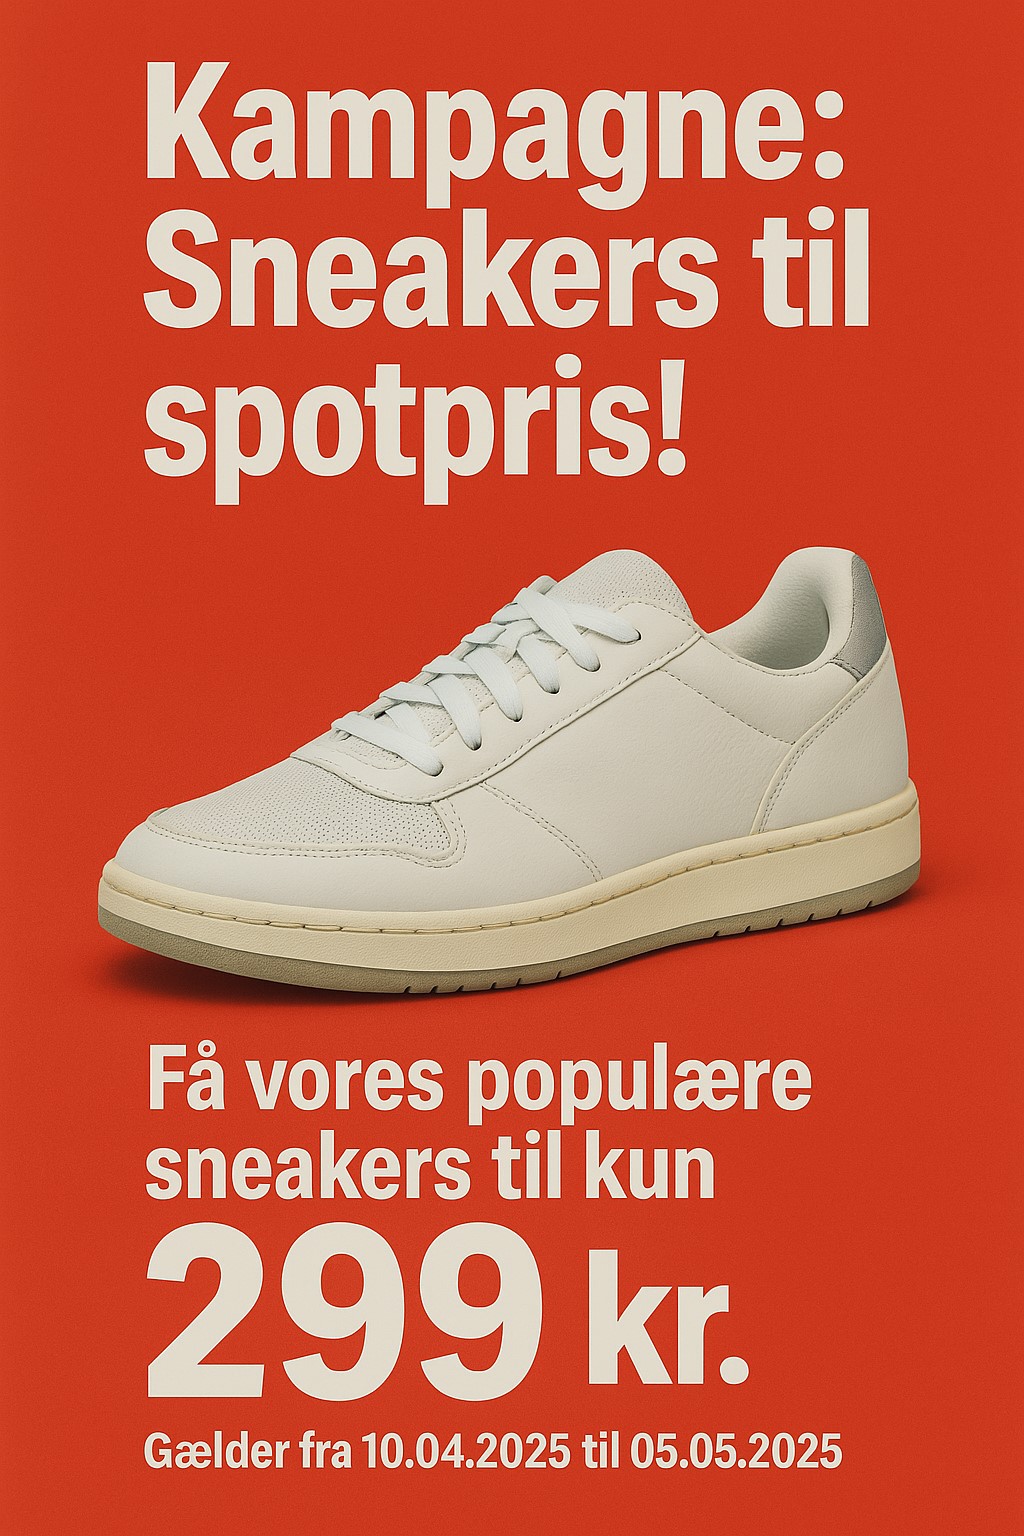 Kampagne:
Sneakers til
spotpris!
Få vores populære
sneakers til kun
299 kr.
Gælder fra 10.04.2025 til 05.05.2025